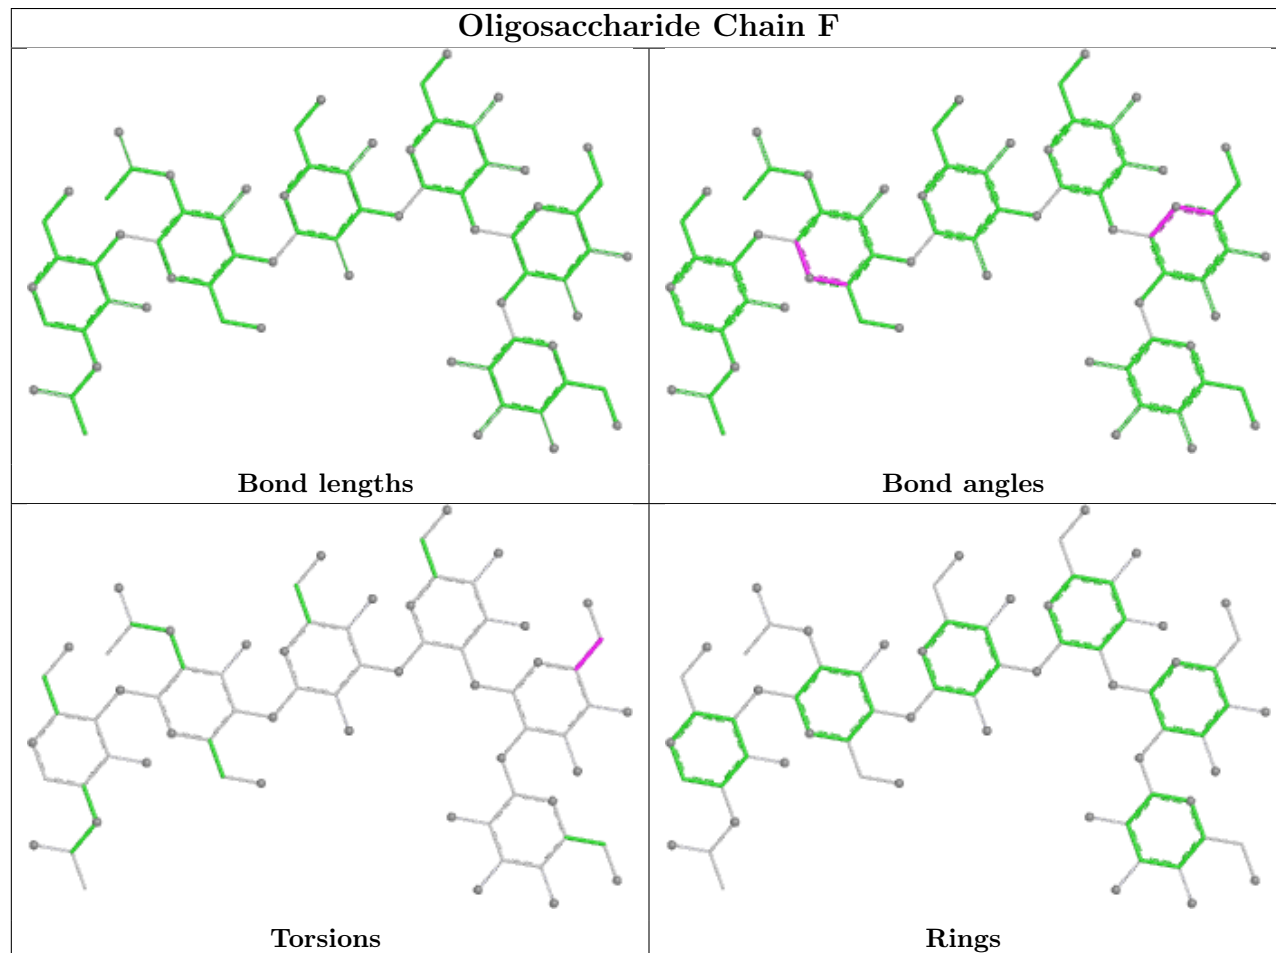 Oligosaccharide Chain F
Bond lengths
Bond angles
Torsions
Rings